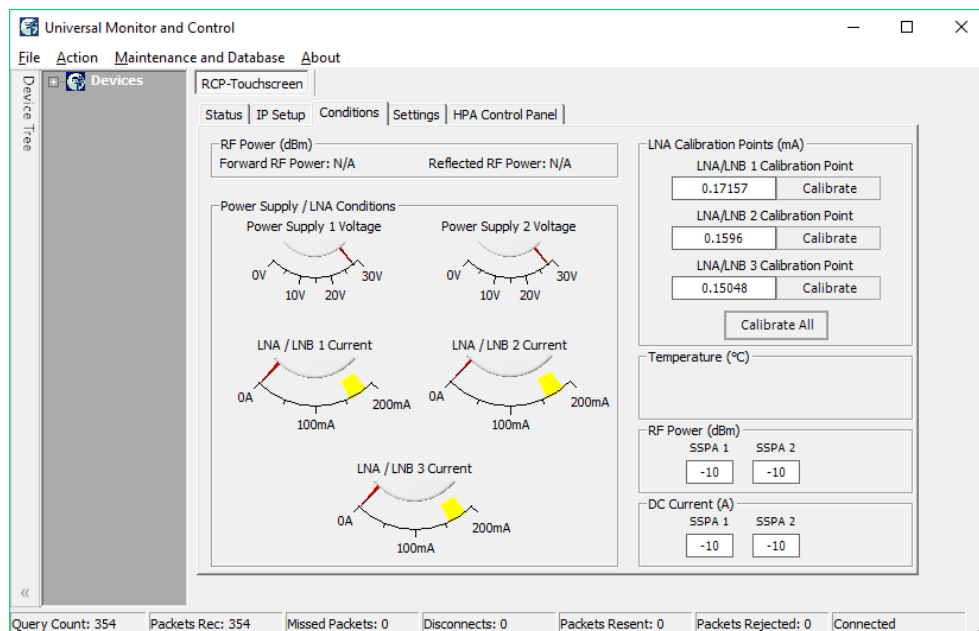 Universal Monitor and Control
File Action Maintenance and Database About
Device Tree
Devices
RCP-Touchscreen
Status IP Setup Conditions Settings HPA Control Panel
RF Power (dBm)
Forward RF Power: N/A Reflected RF Power: N/A
Power Supply / LNA Conditions
Power Supply 1 Voltage
0V 10V 20V 30V
Power Supply 2 Voltage
0V 10V 20V 30V
LNA / LNB 1 Current
0A 100mA 200mA
LNA / LNB 2 Current
0A 100mA 200mA
LNA / LNB 3 Current
0A 100mA 200mA
LNA Calibration Points (mA)
LNA/LNB 1 Calibration Point
0.17157 Calibrate
LNA/LNB 2 Calibration Point
0.1596 Calibrate
LNA/LNB 3 Calibration Point
0.15048 Calibrate
Calibrate All
Temperature (°C)
RF Power (dBm)
SSPA 1 SSPA 2
-10 -10
DC Current (A)
SSPA 1 SSPA 2
-10 -10
«
Query Count: 354 Packets Rec: 354 Missed Packets: 0 Disconnects: 0 Packets Resent: 0 Packets Rejected: 0 Connected